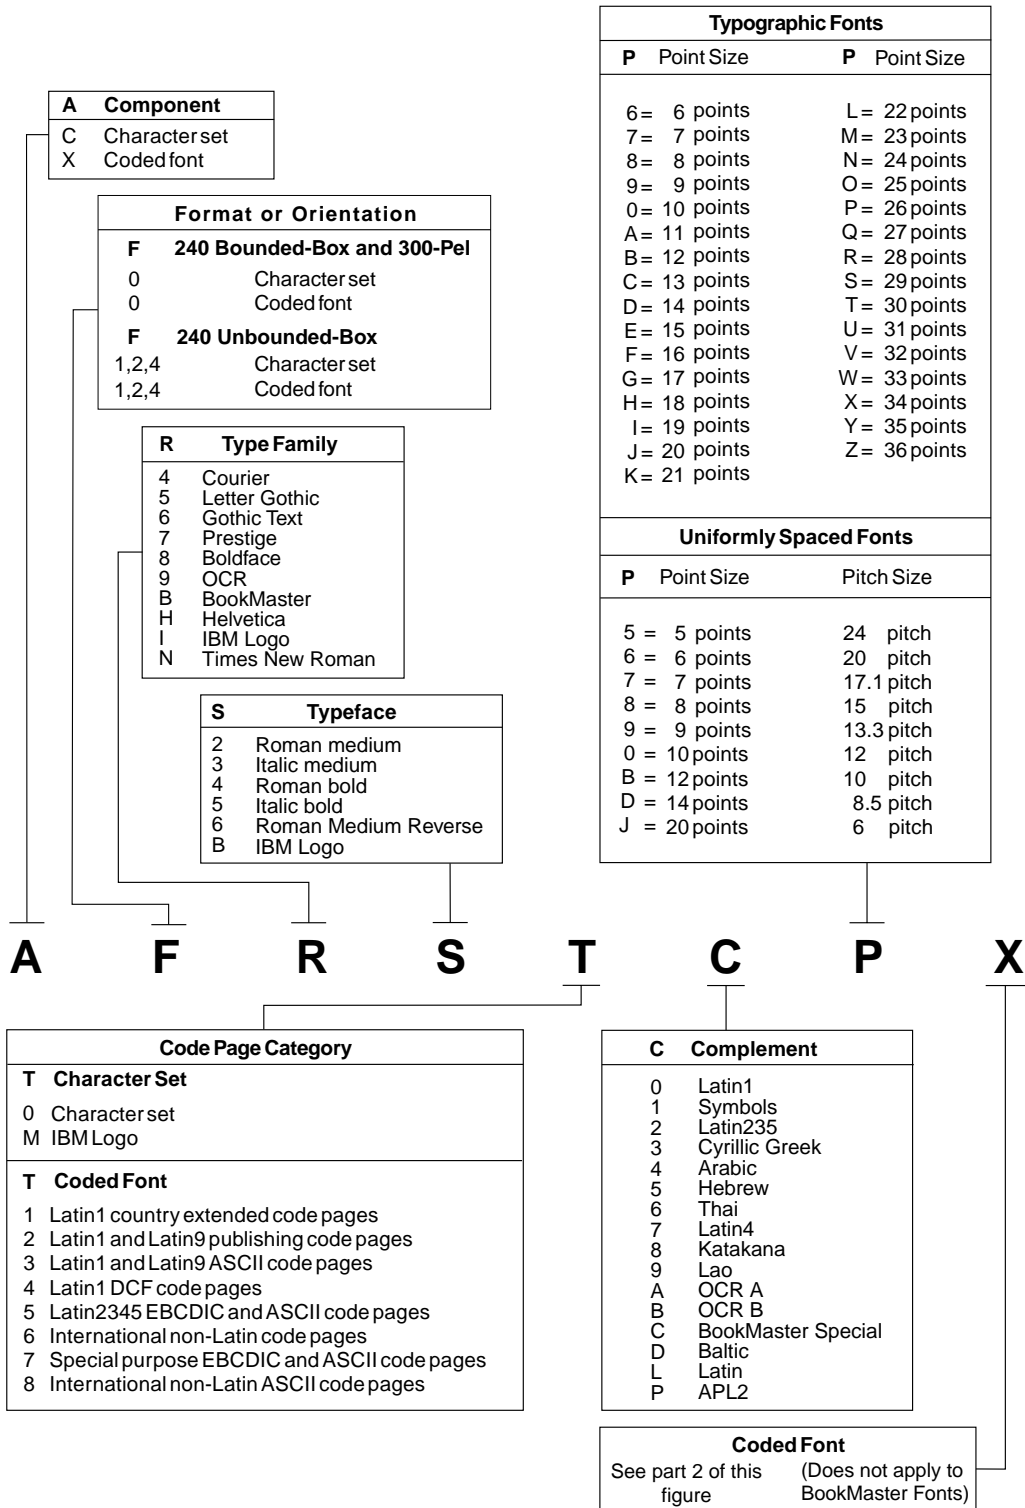 Typographic Fonts
P Point Size P Point Size
6 = 6 points L = 22 points
7 = 7 points M = 23 points
8 = 8 points N = 24 points
9 = 9 points O = 25 points
0 = 10 points P = 26 points
A = 11 points Q = 27 points
B = 12 points R = 28 points
C = 13 points S = 29 points
D = 14 points T = 30 points
E = 15 points U = 31 points
F = 16 points V = 32 points
G = 17 points W = 33 points
H = 18 points X = 34 points
I = 19 points Y = 35 points
J = 20 points Z = 36 points
K = 21 points
Uniformly Spaced Fonts
P Point Size Pitch Size
5 = 5 points 24 pitch
6 = 6 points 20 pitch
7 = 7 points 17.1 pitch
8 = 8 points 15 pitch
9 = 9 points 13.3 pitch
0 = 10 points 12 pitch
B = 12 points 10 pitch
D = 14 points 8.5 pitch
J = 20 points 6 pitch
A Component
C Character set
X Coded font
Format or Orientation
F 240 Bounded-Box and 300-Pel
0 Character set
0 Coded font
F 240 Unbounded-Box
1,2,4 Character set
1,2,4 Coded font
R Type Family
4 Courier
5 Letter Gothic
6 Gothic Text
7 Prestige
8 Boldface
9 OCR
B BookMaster
H Helvetica
I IBM Logo
N Times New Roman
S Typeface
2 Roman medium
3 Italic medium
4 Roman bold
5 Italic bold
6 Roman Medium Reverse
B IBM Logo
A F R S T C P X
Code Page Category
T Character Set
0 Character set
M IBM Logo
T Coded Font
1 Latin1 country extended code pages
2 Latin1 and Latin9 publishing code pages
3 Latin1 and Latin9 ASCII code pages
4 Latin1 DCF code pages
5 Latin2345 EBCDIC and ASCII code pages
6 International non-Latin code pages
7 Special purpose EBCDIC and ASCII code pages
8 International non-Latin ASCII code pages
C Complement
0 Latin1
1 Symbols
2 Latin235
3 Cyrillic Greek
4 Arabic
5 Hebrew
6 Thai
7 Latin4
8 Katakana
9 Lao
A OCR A
B OCR B
C BookMaster Special
D Baltic
L Latin
P APL2
Coded Font
See part 2 of this (Does not apply to
figure BookMaster Fonts)